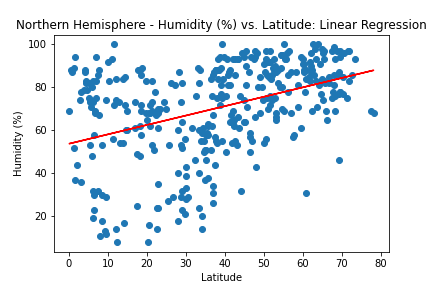 Northern Hemisphere - Humidity (%) vs. Latitude: Linear Regression
100
80
60
40
20
Humidity (%)
0 10 20 30 40 50 60 70 80
Latitude